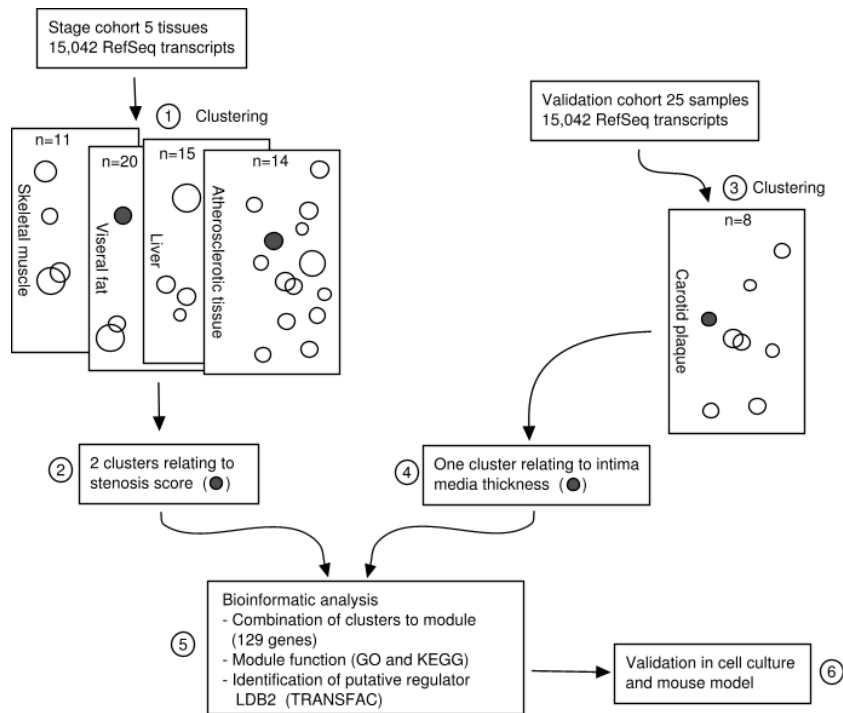 Stage cohort 5 tissues
15,042 RefSeq transcripts
1 Clustering
n=11
Skeletal muscle
n=20
Viseral fat
n=15
Liver
n=14
Atherosclerotic tissue
Validation cohort 25 samples
15,042 RefSeq transcripts
3 Clustering
n=8
Carotid plaque
2
2 clusters relating to
stenosis score (●)
4
One cluster relating to intima
media thickness (●)
5
Bioinformatic analysis
- Combination of clusters to module
(129 genes)
- Module function (GO and KEGG)
- Identification of putative regulator
LDB2 (TRANSFAC)
Validation in cell culture
and mouse model
6